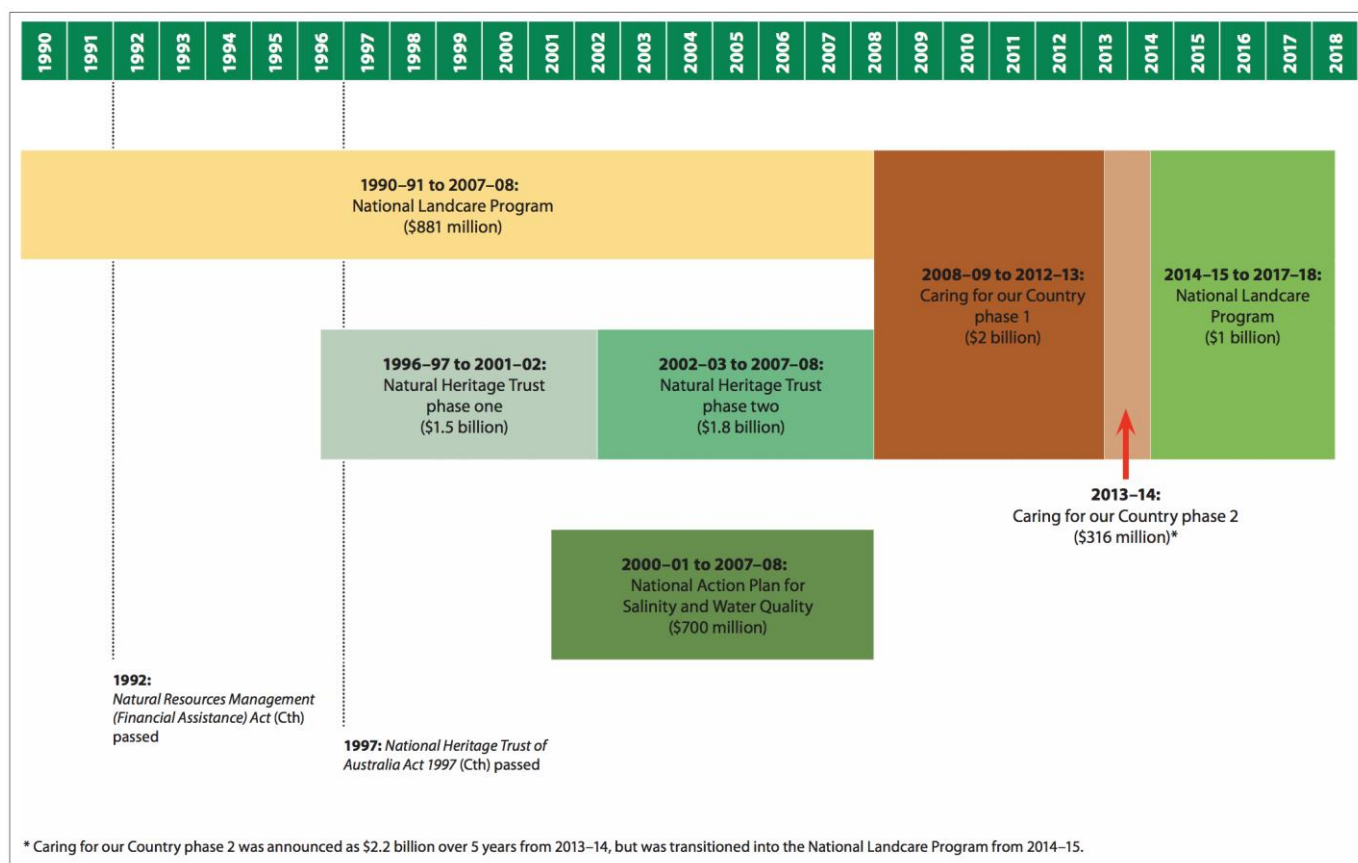 1990 1991 1992 1993 1994 1995 1996 1997 1998 1999 2000 2001 2002 2003 2004 2005 2006 2007 2008 2009 2010 2011 2012 2013 2014 2015 2016 2017 2018
1990–91 to 2007–08:
National Landcare Program
($881 million)
2008–09 to 2012–13:
Caring for our Country
phase 1
($2 billion)
2014–15 to 2017–18:
National Landcare
Program
($1 billion)
1996–97 to 2001–02:
Natural Heritage Trust
phase one
($1.5 billion)
2002–03 to 2007–08:
Natural Heritage Trust
phase two
($1.8 billion)
2013–14:
Caring for our Country phase 2
($316 million)*
2000–01 to 2007–08:
National Action Plan for
Salinity and Water Quality
($700 million)
1992:
Natural Resources Management
(Financial Assistance) Act (Cth)
passed
1997: National Heritage Trust of
Australia Act 1997 (Cth) passed
* Caring for our Country phase 2 was announced as $2.2 billion over 5 years from 2013–14, but was transitioned into the National Landcare Program from 2014–15.